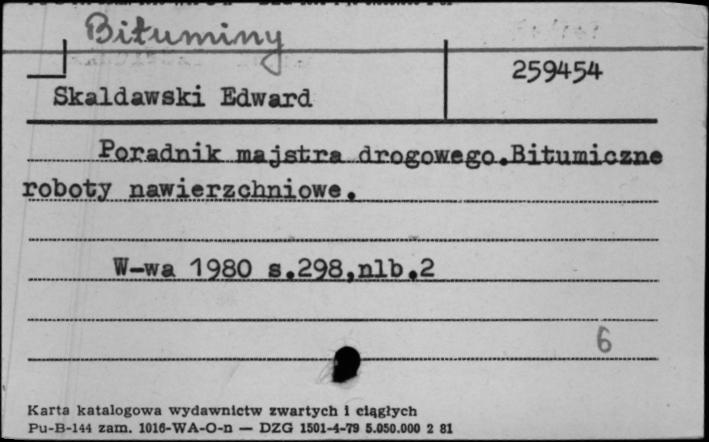 Bituminy
259454
Skaldawski Edward
Poradnik majstra drogowego.Bitumiczne
roboty nawierzchniowe.
W-wa 1980 s.298,nlb.2
6
Karta katalogowa wydawnictw zwartych i ciągłych
Pu-B-144 zam. 1016-WA-O-n — DZG 1501-4-79 5.050.000 2 81